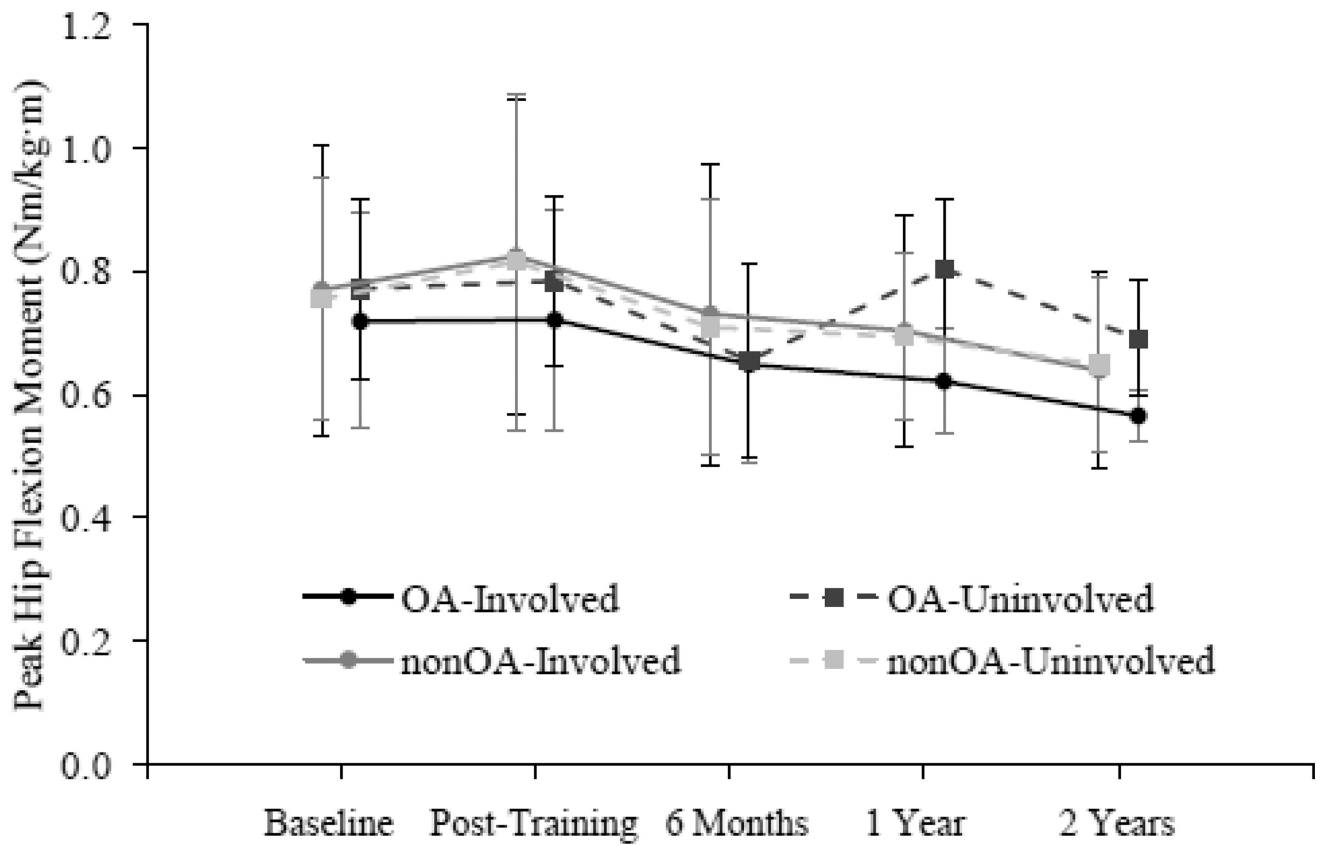 Peak Hip Flexion Moment (Nm/kg·m)
1.2
1.0
0.8
0.6
0.4
0.2
0.0
OA-Involved
OA-Uninvolved
nonOA-Involved
nonOA-Uninvolved
Baseline
Post-Training
6 Months
1 Year
2 Years